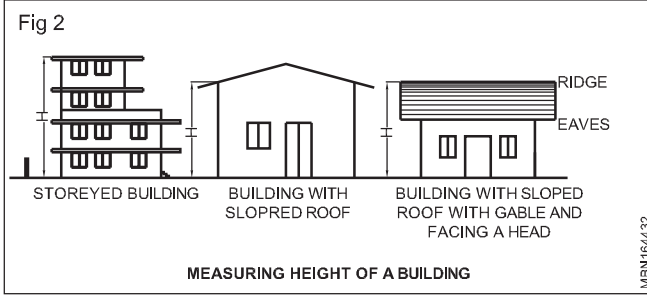 Fig 2
H
H
H
RIDGE
EAVES
STOREYED BUILDING
BUILDING WITH
SLOPRED ROOF
BUILDING WITH SLOPED
ROOF WITH GABLE AND
FACING A HEAD
MEASURING HEIGHT OF A BUILDING
MBN164432